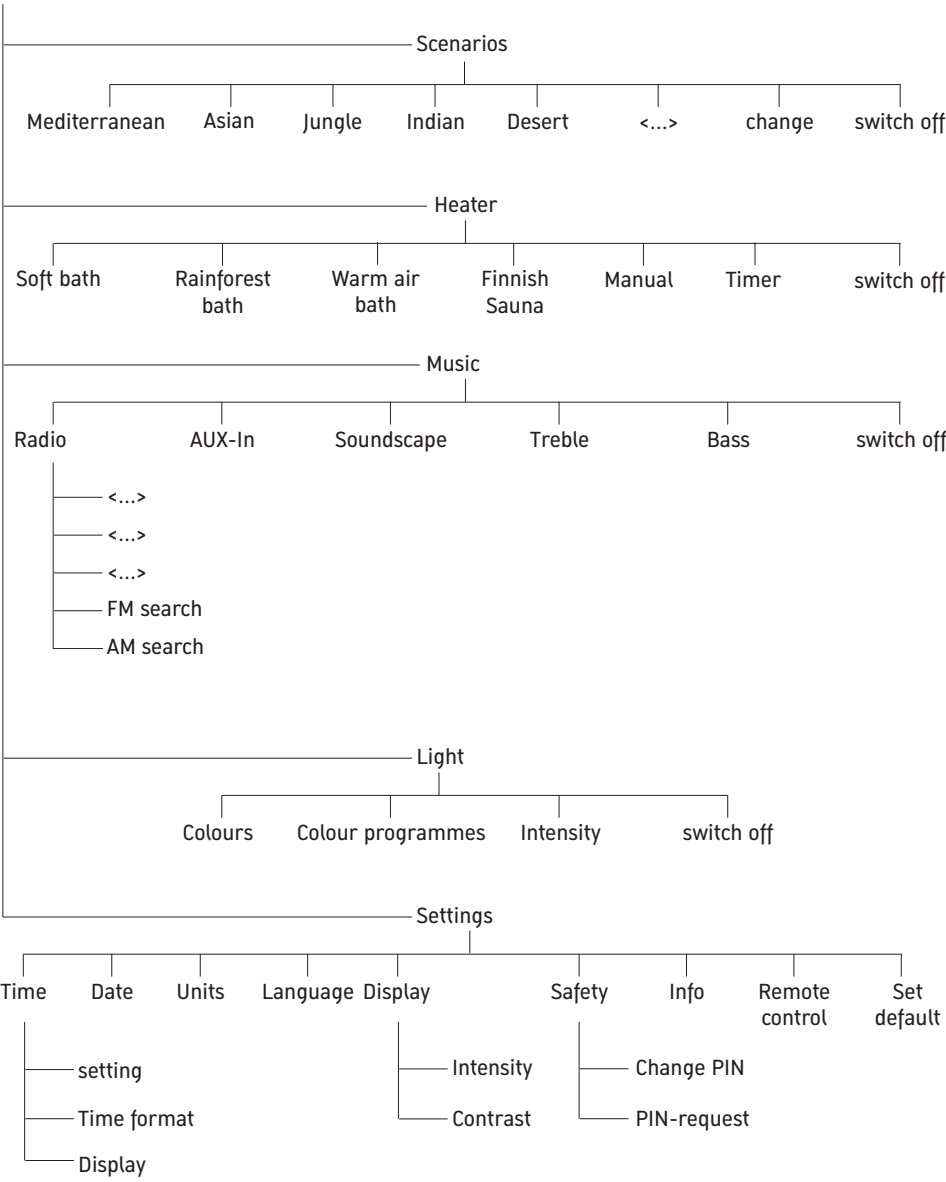 Scenarios
Mediterranean Asian Jungle Indian Desert <...> change switch off
Heater
Soft bath Rainforest Warm air Finnish Manual Timer switch off
bath bath Sauna
Music
Radio AUX-In Soundscape Treble Bass switch off
<...>
<...>
<...>
FM search
AM search
Light
Colours Colour programmes Intensity switch off
Settings
Time Date Units Language Display Safety Info Remote Set
control default
setting Intensity Change PIN
Time format Contrast PIN-request
Display